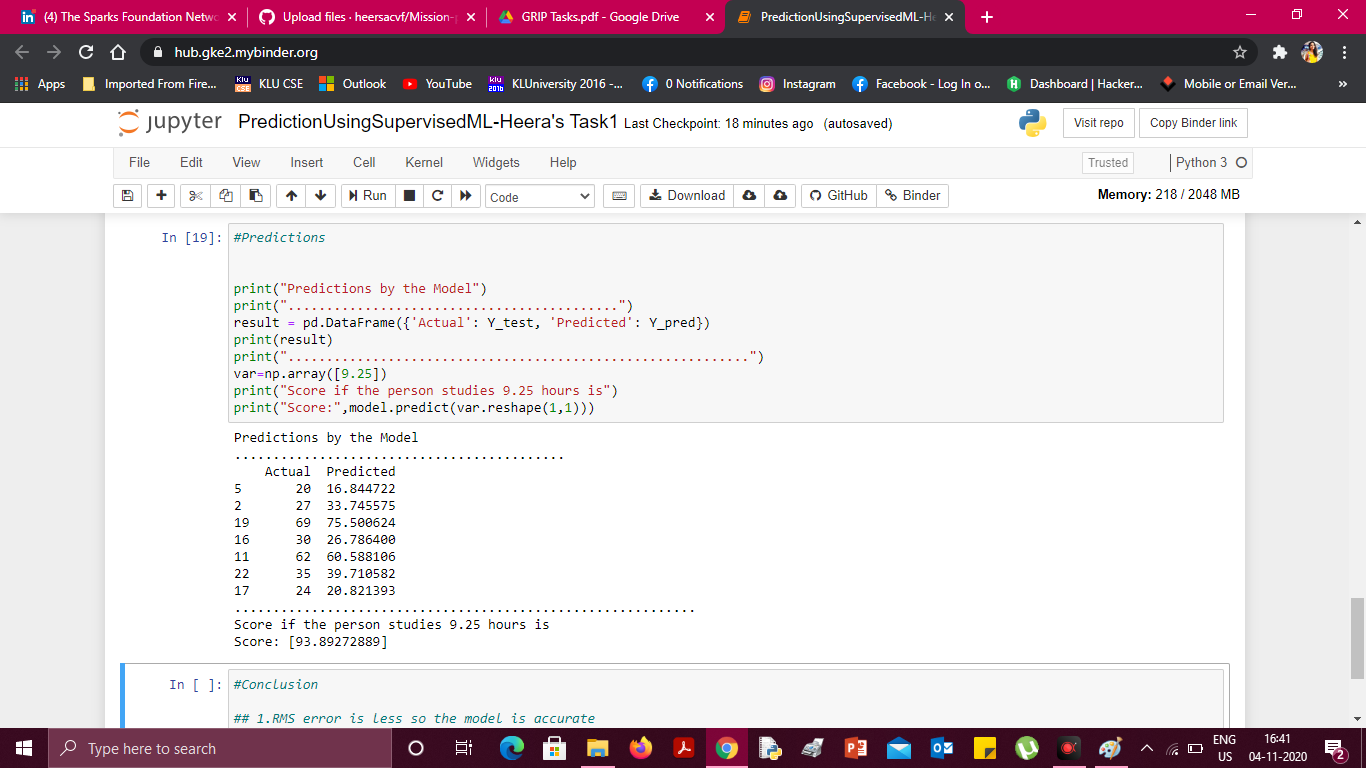 (4) The Sparks Foundation Netwo
Upload files · heersacvf/Mission-p
GRIP Tasks.pdf - Google Drive
PredictionUsingSupervisedML-He
hub.gke2.mybinder.org
Apps
Imported From Fire...
KLU CSE
Outlook
YouTube
KLUniversity 2016 -...
0 Notifications
Instagram
Facebook - Log In o...
Dashboard | Hacker...
Mobile or Email Ver...
jupyter PredictionUsingSupervisedML-Heera's Task1 Last Checkpoint: 18 minutes ago (autosaved)
Visit repo
Copy Binder link
File Edit View Insert Cell Kernel Widgets Help
Trusted
Python 3
Run
Code
Download
GitHub
Binder
Memory: 218 / 2048 MB
In [19]: #Predictions
print("Predictions by the Model")
print("...........................................")
result = pd.DataFrame({'Actual': Y_test, 'Predicted': Y_pred})
print(result)
print("............................................................")
var=np.array([9.25])
print("Score if the person studies 9.25 hours is")
print("Score:",model.predict(var.reshape(1,1)))
Predictions by the Model
...........................................
Actual Predicted
5 20 16.844722
2 27 33.745575
19 69 75.500624
16 30 26.786400
11 62 60.588106
22 35 39.710582
17 24 20.821393
............................................................
Score if the person studies 9.25 hours is
Score: [93.89272889]
In [ ]: #Conclusion
## 1.RMS error is less so the model is accurate
Type here to search
ENG
US
16:41
04-11-2020
2